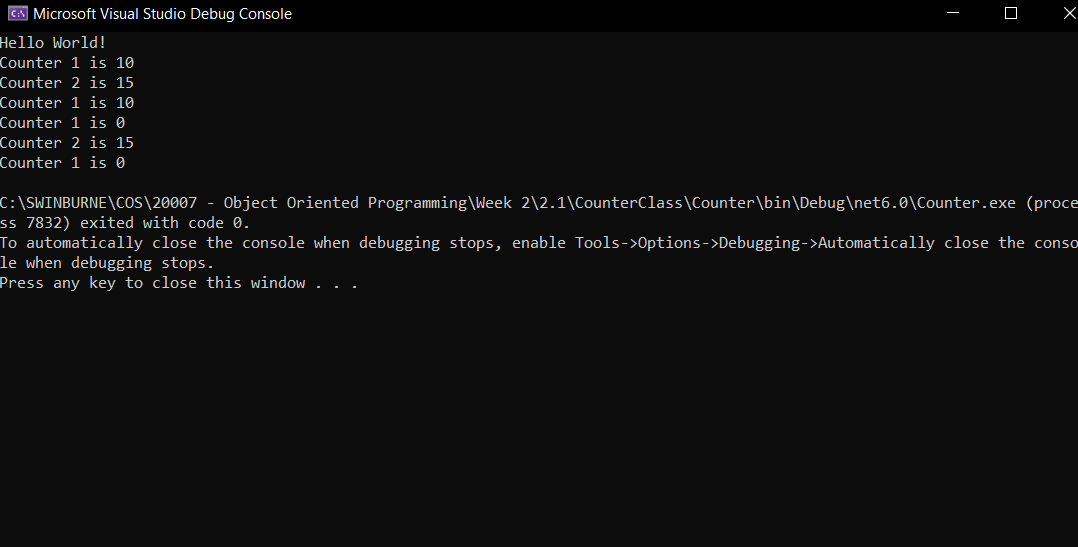 Microsoft Visual Studio Debug Console
Hello World!
Counter 1 is 10
Counter 2 is 15
Counter 1 is 10
Counter 1 is 0
Counter 2 is 15
Counter 1 is 0
C:\SWINBURNE\COS\20007 - Object Oriented Programming\Week 2\2.1\CounterClass\Counter\bin\Debug\net6.0\Counter.exe (proce
ss 7832) exited with code 0.
To automatically close the console when debugging stops, enable Tools->Options->Debugging->Automatically close the conso
le when debugging stops.
Press any key to close this window . . .